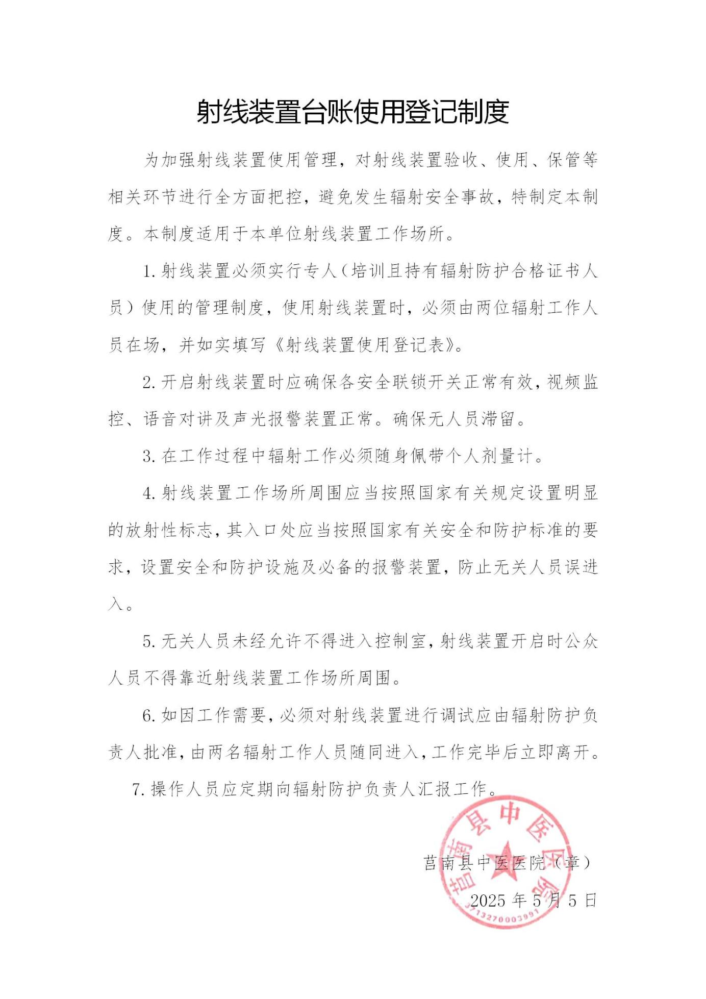 射线装置台账使用登记制度
为加强射线装置使用管理，对射线装置验收、使用、保管等
相关环节进行全方面把控，避免发生辐射安全事故，特制定本制
度。本制度适用于本单位射线装置工作场所。
1.射线装置必须实行专人（培训且持有辐射防护合格证书人
员）使用的管理制度，使用射线装置时，必须由两位辐射工作人
员在场，并如实填写《射线装置使用登记表》。
2.开启射线装置时应确保各安全联锁开关正常有效，视频监
控、语音对讲及声光报警装置正常。确保无人员滞留。
3.在工作过程中辐射工作必须随身佩带个人剂量计。
4.射线装置工作场所周围应当按照国家有关规定设置明显
的放射性标志，其入口处应当按照国家有关安全和防护标准的要
求，设置安全和防护设施及必备的报警装置，防止无关人员误进
入。
5.无关人员未经允许不得进入控制室，射线装置开启时公众
人员不得靠近射线装置工作场所周围。
6.如因工作需要，必须对射线装置进行调试应由辐射防护负
责人批准，由两名辐射工作人员随同进入，工作完毕后立即离开。
7.操作人员应定期向辐射防护负责人汇报工作。
莒南县中医医院（章）
2025 年 5 月 5 日
莒南县中医医院
3713270003991